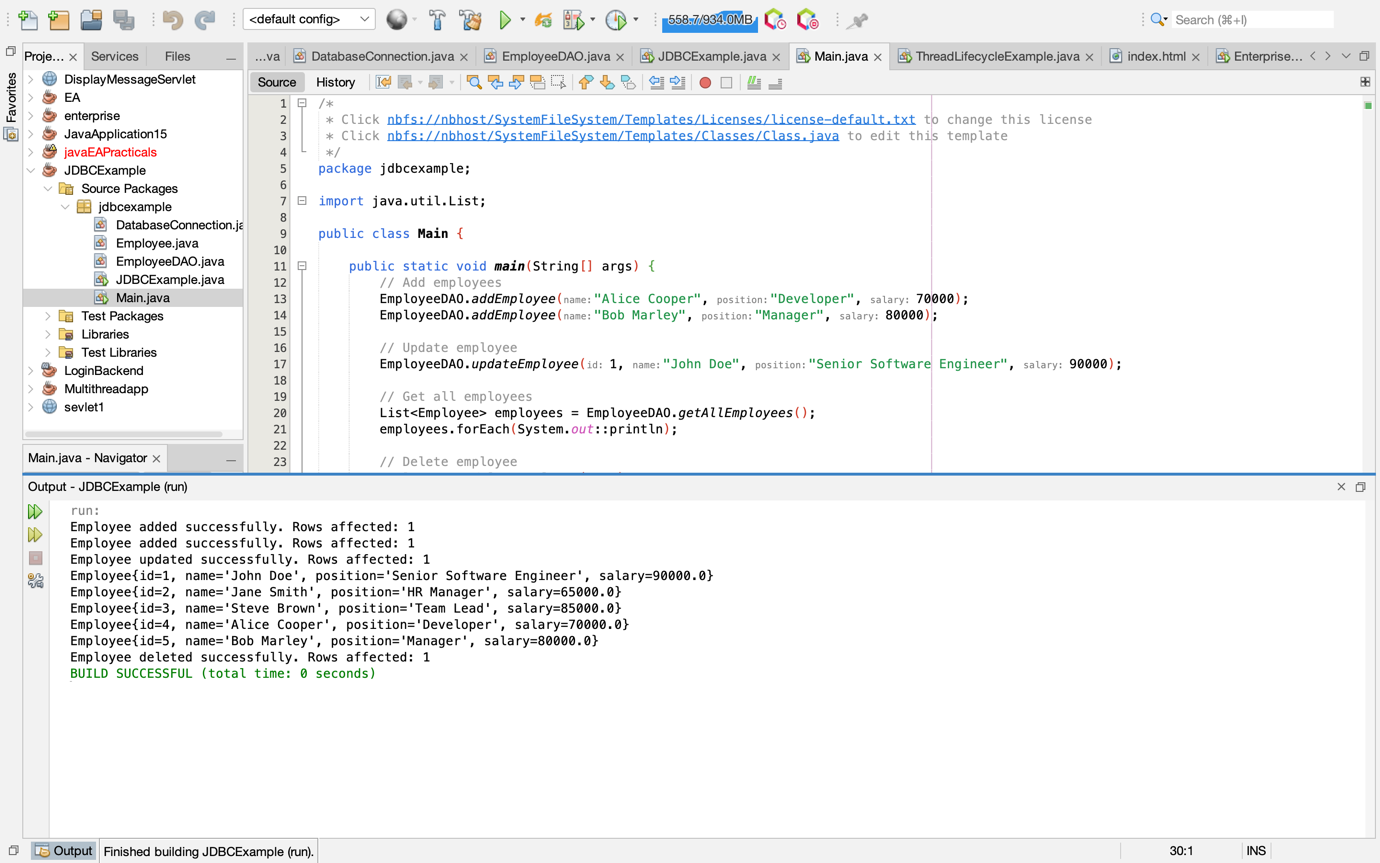 <default config>
558.7/934.0MB
Search (⌘+I)
Proje...
Services
Files
...va
DatabaseConnection.java
EmployeeDAO.java
JDBCExample.java
Main.java
ThreadLifecycleExample.java
index.html
Enterprise...
Favorites
DisplayMessageServlet
EA
enterprise
JavaApplication15
javaEAPracticals
JDBCExample
Source Packages
jdbcexample
DatabaseConnection.ja
Employee.java
EmployeeDAO.java
JDBCExample.java
Main.java
Test Packages
Libraries
Test Libraries
LoginBackend
Multithreadapp
sevlet1
Main.java - Navigator
Source
History
1 /*
2 * Click nbfs://nbhost/SystemFileSystem/Templates/Licenses/license-default.txt to change this license
3 * Click nbfs://nbhost/SystemFileSystem/Templates/Classes/Class.java to edit this template
4 */
5 package jdbcexample;
6
7 import java.util.List;
8
9 public class Main {
10
11 public static void main(String[] args) {
12 // Add employees
13 EmployeeDAO.addEmployee(name: "Alice Cooper", position: "Developer", salary: 70000);
14 EmployeeDAO.addEmployee(name: "Bob Marley", position: "Manager", salary: 80000);
15
16 // Update employee
17 EmployeeDAO.updateEmployee(id: 1, name: "John Doe", position: "Senior Software Engineer", salary: 90000);
18
19 // Get all employees
20 List<Employee> employees = EmployeeDAO.getAllEmployees();
21 employees.forEach(System.out::println);
22
23 // Delete employee
Output - JDBCExample (run)
run:
Employee added successfully. Rows affected: 1
Employee added successfully. Rows affected: 1
Employee updated successfully. Rows affected: 1
Employee{id=1, name='John Doe', position='Senior Software Engineer', salary=90000.0}
Employee{id=2, name='Jane Smith', position='HR Manager', salary=65000.0}
Employee{id=3, name='Steve Brown', position='Team Lead', salary=85000.0}
Employee{id=4, name='Alice Cooper', position='Developer', salary=70000.0}
Employee{id=5, name='Bob Marley', position='Manager', salary=80000.0}
Employee deleted successfully. Rows affected: 1
BUILD SUCCESSFUL (total time: 0 seconds)
Output
Finished building JDBCExample (run).
30:1
INS